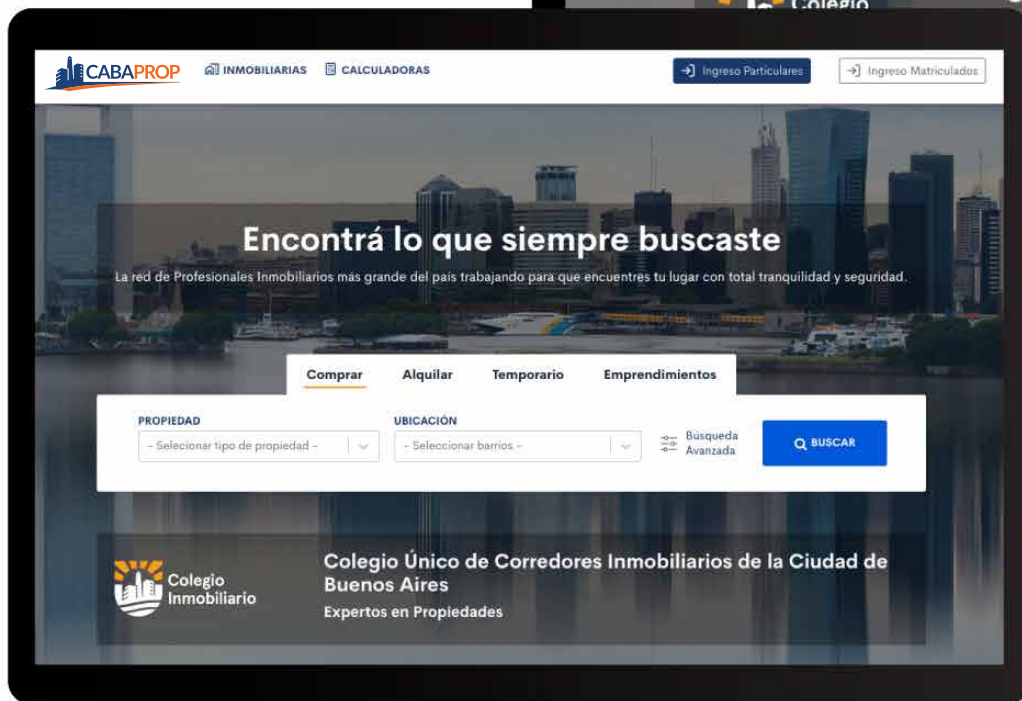 Colegio
CABAPROP
INMOBILIARIAS
CALCULADORAS
Ingreso Particulares
Ingreso Matriculados
Encontrá lo que siempre buscaste
La red de Profesionales Inmobiliarios más grande del país trabajando para que encuentres tu lugar con total tranquilidad y seguridad.
Comprar
Alquilar
Temporario
Emprendimientos
PROPIEDAD
UBICACIÓN
- Selecionar tipo de propiedad -
- Seleccionar barrios -
Búsqueda
Avanzada
BUSCAR
Colegio
Inmobiliario
Colegio Único de Corredores Inmobiliarios de la Ciudad de
Buenos Aires
Expertos en Propiedades